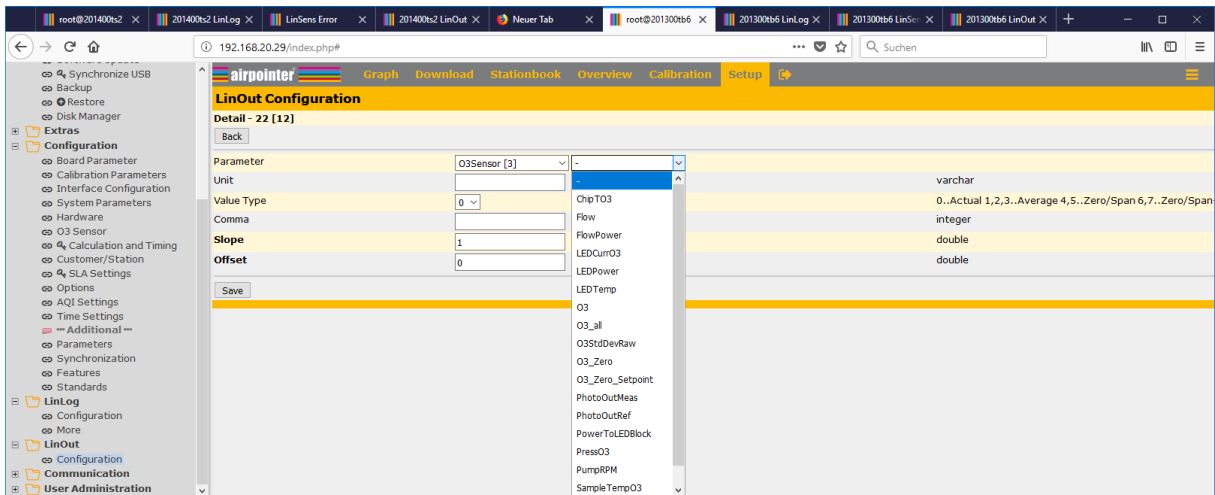 root@201400ts2 201400ts2 LinLog LinSens Error 201400ts2 LinOut Neuer Tab root@201300tb6 201300tb6 LinLog 201300tb6 LinSen 201300tb6 LinOut
192.168.20.29/index.php# Suchen
Synchronize USB
Backup
Restore
Disk Manager
Extras
Configuration
Board Parameter
Calibration Parameters
Interface Configuration
System Parameters
Hardware
O3 Sensor
Calculation and Timing
Customer/Station
SLA Settings
Options
AQI Settings
Time Settings
--- Additional ---
Parameters
Synchronization
Features
Standards
LinLog
Configuration
More
LinOut
Configuration
Communication
User Administration
airpointer Graph Download Stationbook Overview Calibration Setup
LinOut Configuration
Detail - 22 [12]
Back
Parameter O3Sensor [3] -
Unit varchar
Value Type 0 0..Actual 1,2,3..Average 4,5..Zero/Span 6,7..Zero/Span-
Comma integer
Slope 1 double
Offset 0 double
Save
-
ChipTO3
Flow
FlowPower
LEDCurrO3
LEDPower
LEDTemp
O3
O3_all
O3StdDevRaw
O3_Zero
O3_Zero_Setpoint
PhotoOutMeas
PhotoOutRef
PowerToLEDBlock
PressO3
PumpRPM
SampleTempO3